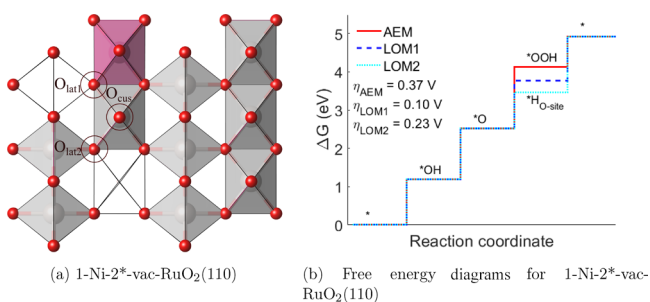 O_lat1
O_cus
O_lat2
(a) 1-Ni-2*-vac-RuO₂(110)
AEM
LOM1
LOM2
η_AEM = 0.37 V
η_LOM1 = 0.10 V
η_LOM2 = 0.23 V
*
*OH
*O
*OOH
*H_O-site
*
5
4
3
2
1
0
ΔG (eV)
Reaction coordinate
(b) Free energy diagrams for 1-Ni-2*-vac-
RuO₂(110)